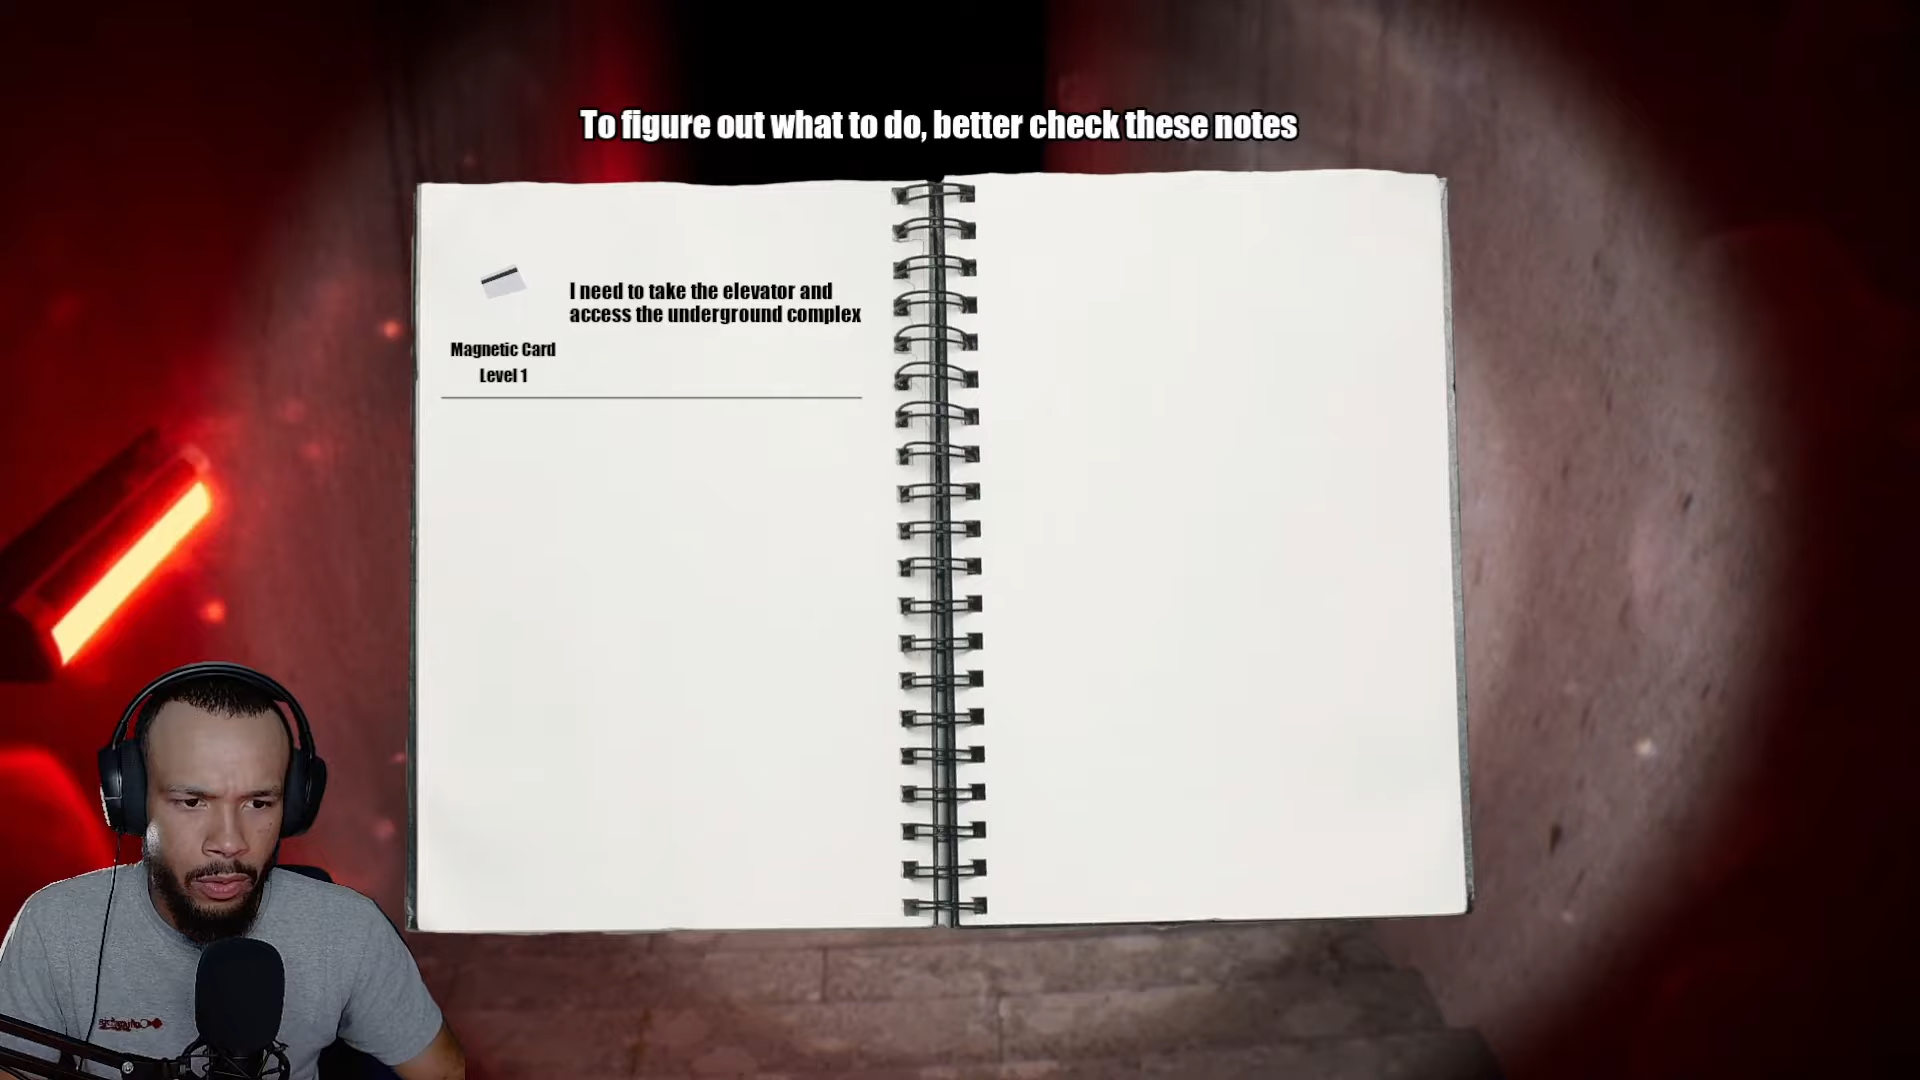 To figure out what to do, better check these notes
I need to take the elevator and
access the underground complex
Magnetic Card
Level 1